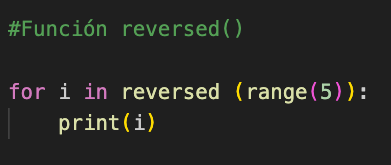 #Función reversed()
for i in reversed (range(5)):
    print(i)